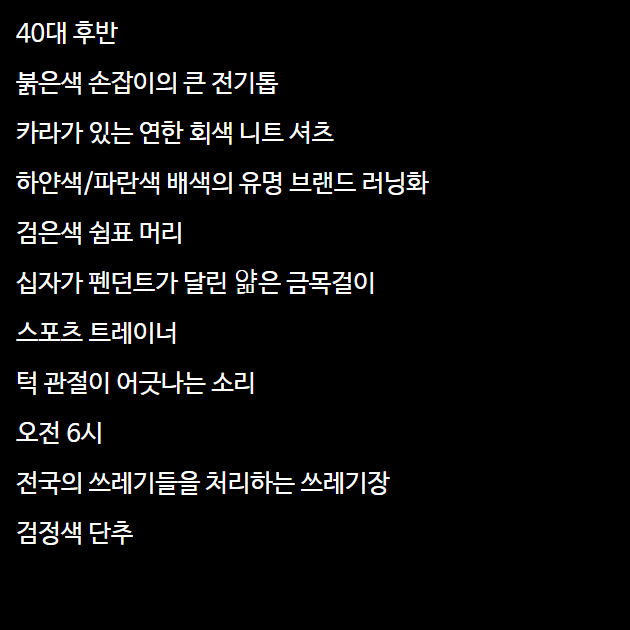 40대 후반
붉은색 손잡이의 큰 전기톱
카라가 있는 연한 회색 니트 셔츠
하얀색/파란색 배색의 유명 브랜드 러닝화
검은색 쉼표 머리
십자가 펜던트가 달린 얆은 금목걸이
스포츠 트레이너
턱 관절이 어긋나는 소리
오전 6시
전국의 쓰레기들을 처리하는 쓰레기장
검정색 단추